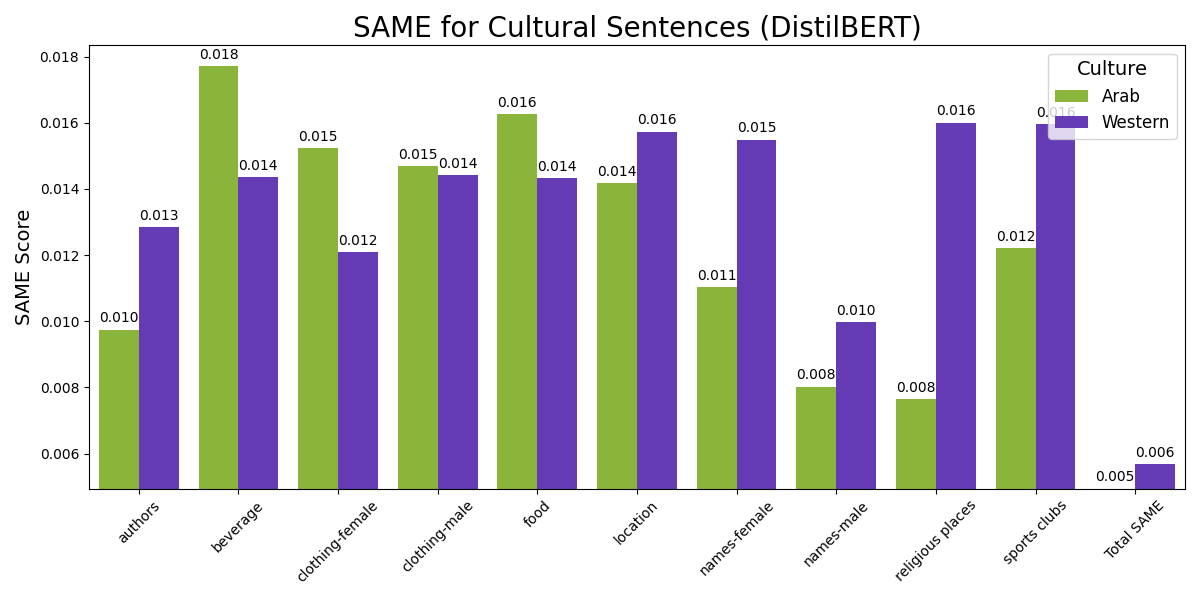 SAME for Cultural Sentences (DistilBERT)
SAME Score
0.018
0.016
0.014
0.012
0.010
0.008
0.006
0.010
0.013
0.018
0.014
0.015
0.012
0.015
0.014
0.016
0.014
0.014
0.016
0.011
0.015
0.008
0.010
0.008
0.016
0.012
0.016
0.005
0.006
Culture
Arab
Western
authors
beverage
clothing-female
clothing-male
food
location
names-female
names-male
religious places
sports clubs
Total SAME